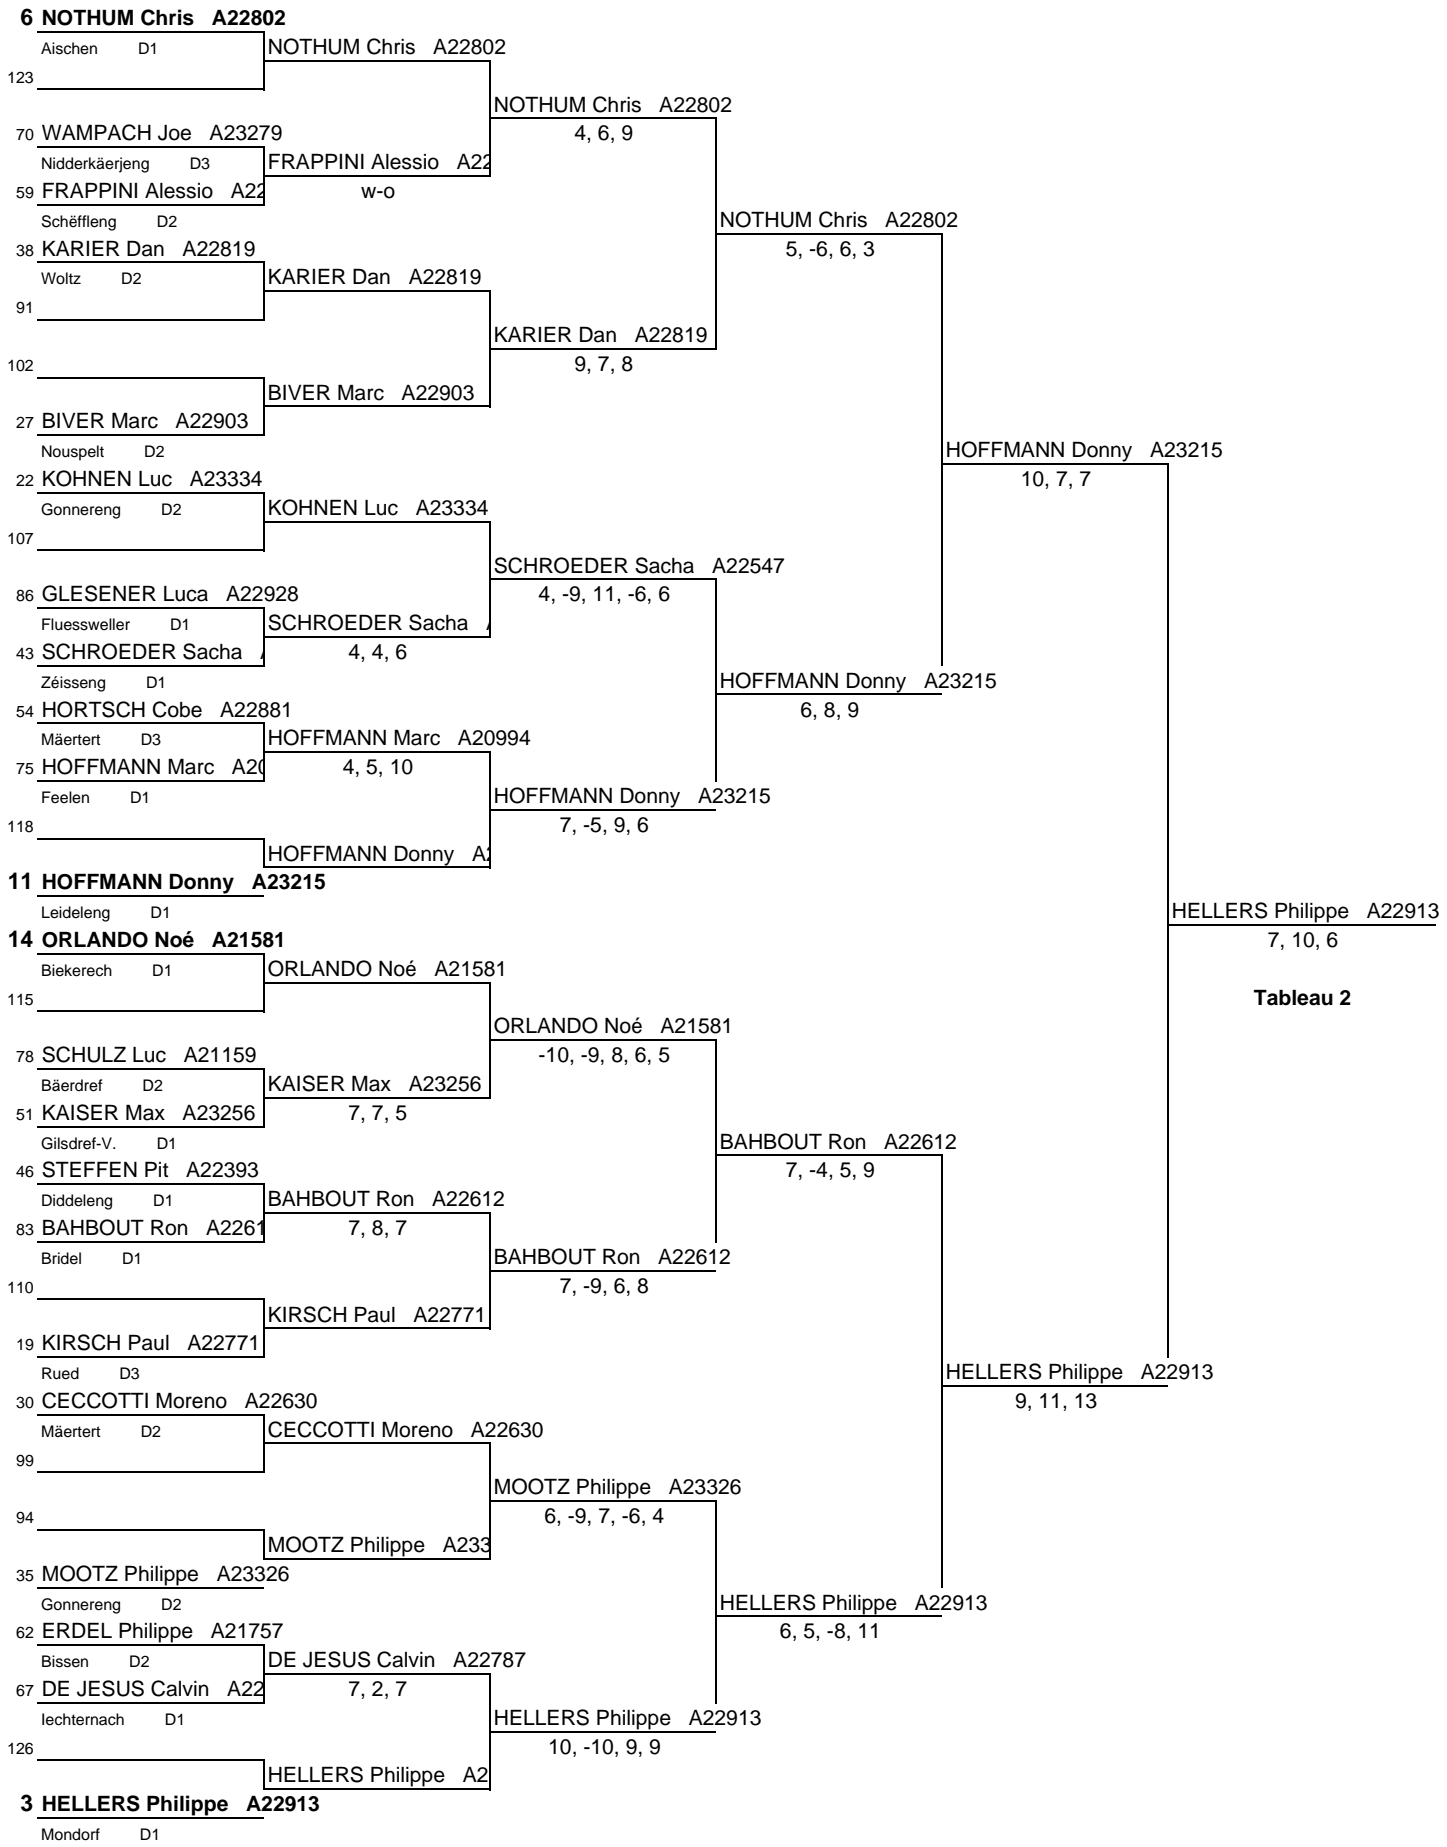 6 NOTHUM Chris A22802
Aischen D1 NOTHUM Chris A22802
123
NOTHUM Chris A22802
70 WAMPACH Joe A23279 4, 6, 9
Nidderkäerjeng D3 FRAPPINI Alessio A22
59 FRAPPINI Alessio A22 w-o
Schëffleng D2 NOTHUM Chris A22802
38 KARIER Dan A22819 5, -6, 6, 3
Woltz D2 KARIER Dan A22819
91
KARIER Dan A22819
102 9, 7, 8
BIVER Marc A22903
27 BIVER Marc A22903
Nouspelt D2 HOFFMANN Donny A23215
22 KOHNEN Luc A23334 10, 7, 7
Gonnereng D2 KOHNEN Luc A23334
107
SCHROEDER Sacha A22547
86 GLESENER Luca A22928 4, -9, 11, -6, 6
Fluessweller D1 SCHROEDER Sacha
43 SCHROEDER Sacha 4, 4, 6
Zéisseng D1 HOFFMANN Donny A23215
54 HORTSCH Cobe A22881 6, 8, 9
Mäertert D3 HOFFMANN Marc A20994
75 HOFFMANN Marc A20 4, 5, 10
Feelen D1 HOFFMANN Donny A23215
118 7, -5, 9, 6
HOFFMANN Donny A2
11 HOFFMANN Donny A23215
Leideleng D1 HELLERS Philippe A22913
14 ORLANDO Noé A21581 7, 10, 6
Biekerech D1 ORLANDO Noé A21581
115 Tableau 2
ORLANDO Noé A21581
78 SCHULZ Luc A21159 -10, -9, 8, 6, 5
Bäerdref D2 KAISER Max A23256
51 KAISER Max A23256 7, 7, 5
Gilsdref-V. D1 BAHBOUT Ron A22612
46 STEFFEN Pit A22393 7, -4, 5, 9
Diddeleng D1 BAHBOUT Ron A22612
83 BAHBOUT Ron A2261 7, 8, 7
Bridel D1 BAHBOUT Ron A22612
110 7, -9, 6, 8
KIRSCH Paul A22771
19 KIRSCH Paul A22771
Rued D3 HELLERS Philippe A22913
30 CECCOTTI Moreno A22630 9, 11, 13
Mäertert D2 CECCOTTI Moreno A22630
99
MOOTZ Philippe A23326
94 6, -9, 7, -6, 4
MOOTZ Philippe A233
35 MOOTZ Philippe A23326
Gonnereng D2 HELLERS Philippe A22913
62 ERDEL Philippe A21757 6, 5, -8, 11
Bissen D2 DE JESUS Calvin A22787
67 DE JESUS Calvin A22 7, 2, 7
Iechternach D1 HELLERS Philippe A22913
126 10, -10, 9, 9
HELLERS Philippe A2
3 HELLERS Philippe A22913
Mondorf D1